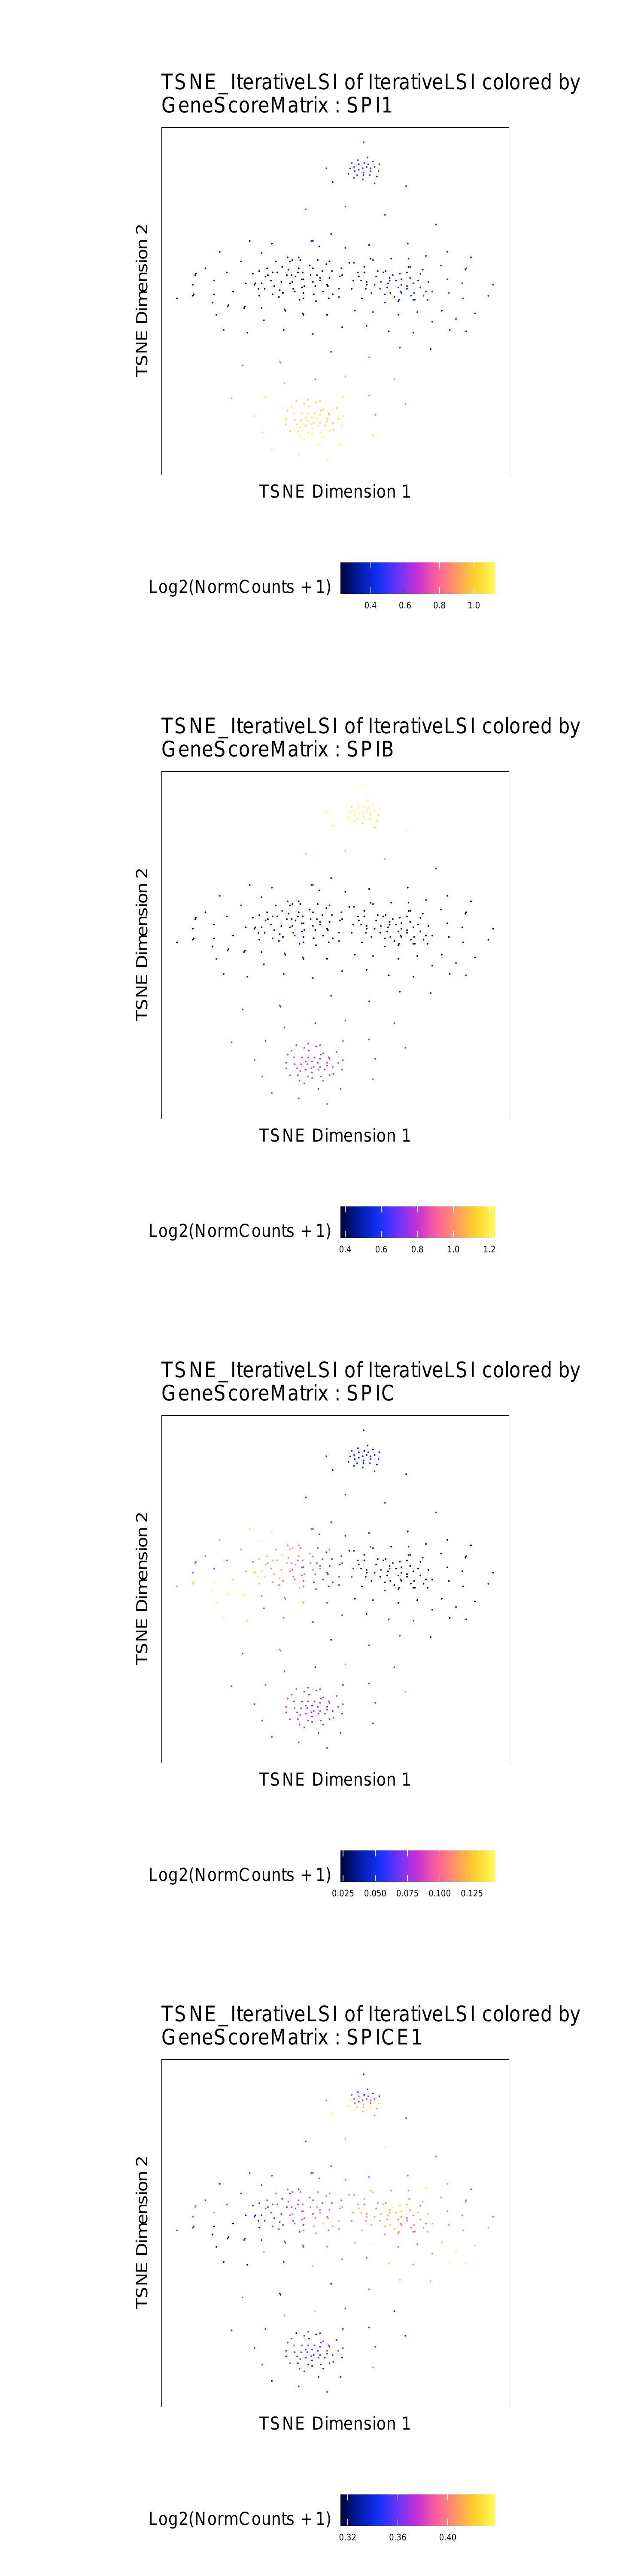 TSNE_IterativeLSI of IterativeLSI colored by
GeneScoreMatrix : SPI1
TSNE Dimension 2
TSNE Dimension 1
Log2(NormCounts + 1)
0.4 0.6 0.8 1.0
TSNE_IterativeLSI of IterativeLSI colored by
GeneScoreMatrix : SPIB
TSNE Dimension 2
TSNE Dimension 1
Log2(NormCounts + 1)
0.4 0.6 0.8 1.0 1.2
TSNE_IterativeLSI of IterativeLSI colored by
GeneScoreMatrix : SPIC
TSNE Dimension 2
TSNE Dimension 1
Log2(NormCounts + 1)
0.025 0.050 0.075 0.100 0.125
TSNE_IterativeLSI of IterativeLSI colored by
GeneScoreMatrix : SPICE1
TSNE Dimension 2
TSNE Dimension 1
Log2(NormCounts + 1)
0.32 0.36 0.40